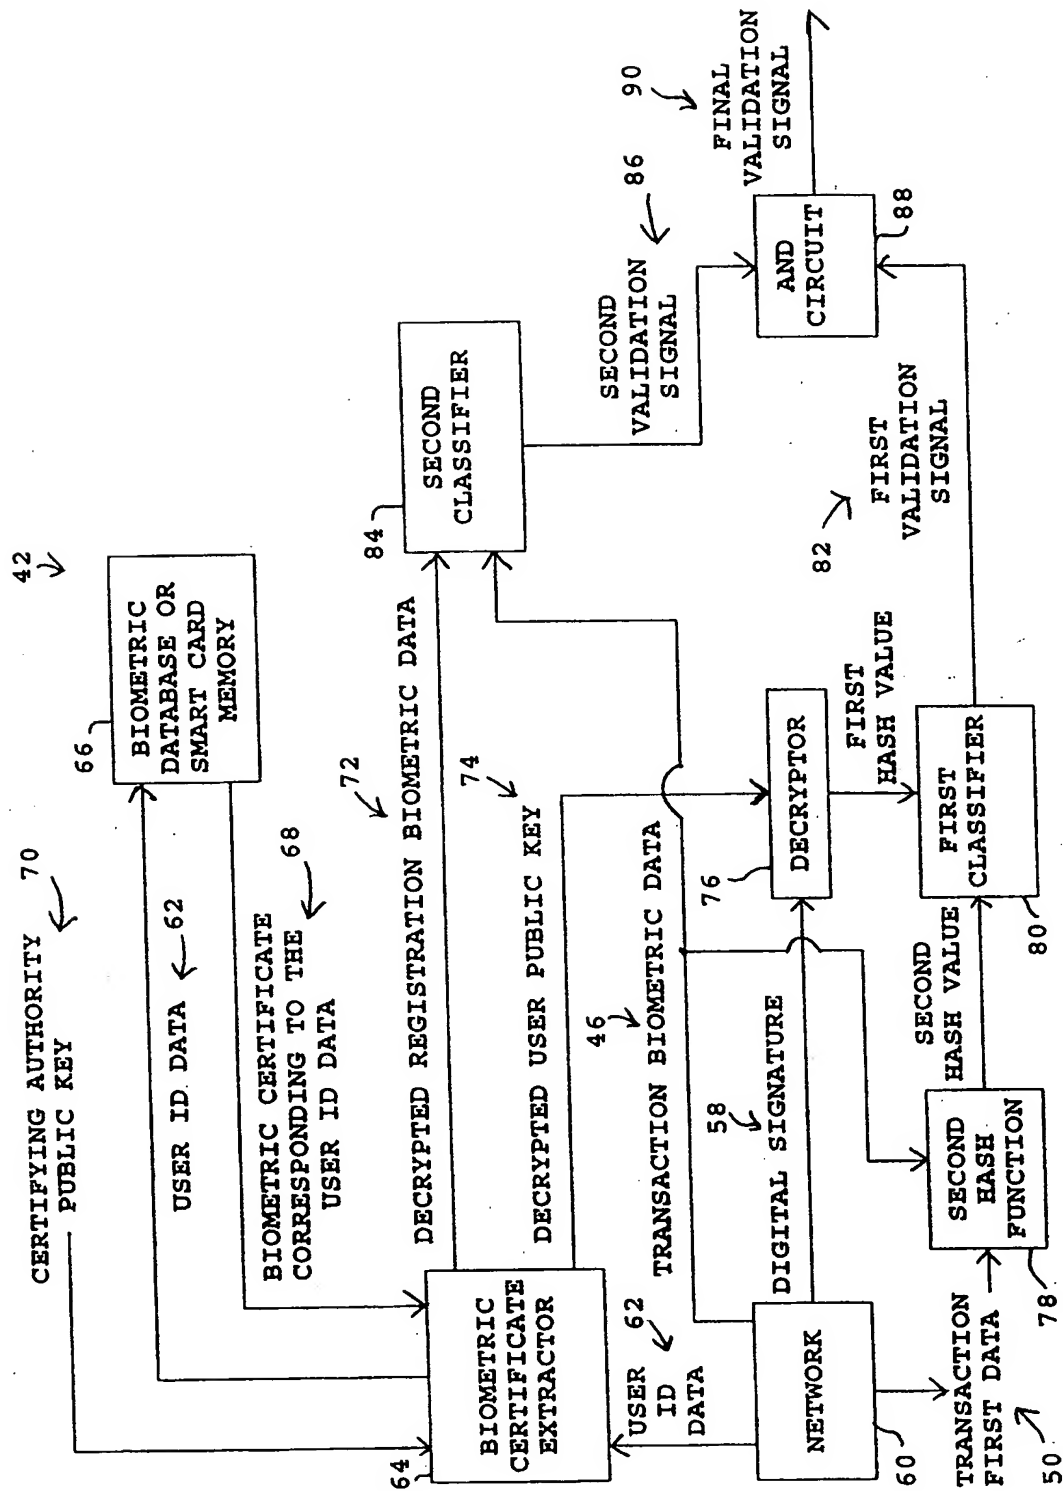 CERTIFYING AUTHORITY
PUBLIC KEY
70
42
66
BIOMETRIC
DATABASE OR
SMART CARD
MEMORY
USER ID DATA
62
BIOMETRIC CERTIFICATE
CORRESPONDING TO THE
USER ID DATA
68
64
BIOMETRIC
CERTIFICATE
EXTRACTOR
DECRYPTED REGISTRATION BIOMETRIC DATA
72
84
SECOND
CLASSIFIER
DECRYPTED USER PUBLIC KEY
74
USER
ID
DATA
62
46
TRANSACTION BIOMETRIC DATA
SECOND
VALIDATION
SIGNAL
86
90
FINAL
VALIDATION
SIGNAL
58
DIGITAL SIGNATURE
76
DECRYPTOR
AND
CIRCUIT
88
NETWORK
60
FIRST
HASH VALUE
82
FIRST
VALIDATION
SIGNAL
SECOND
HASH VALUE
FIRST
CLASSIFIER
80
SECOND
HASH
FUNCTION
78
TRANSACTION
FIRST DATA
50